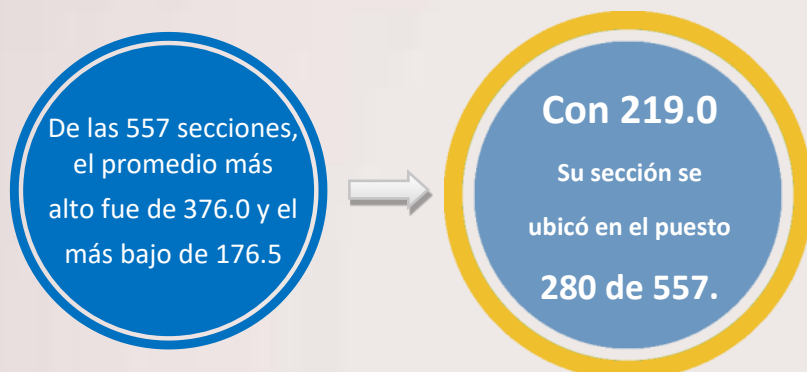 De las 557 secciones,
el promedio más
alto fue de 376.0 y el
más bajo de 176.5
Con 219.0
Su sección se
ubicó en el puesto
280 de 557.